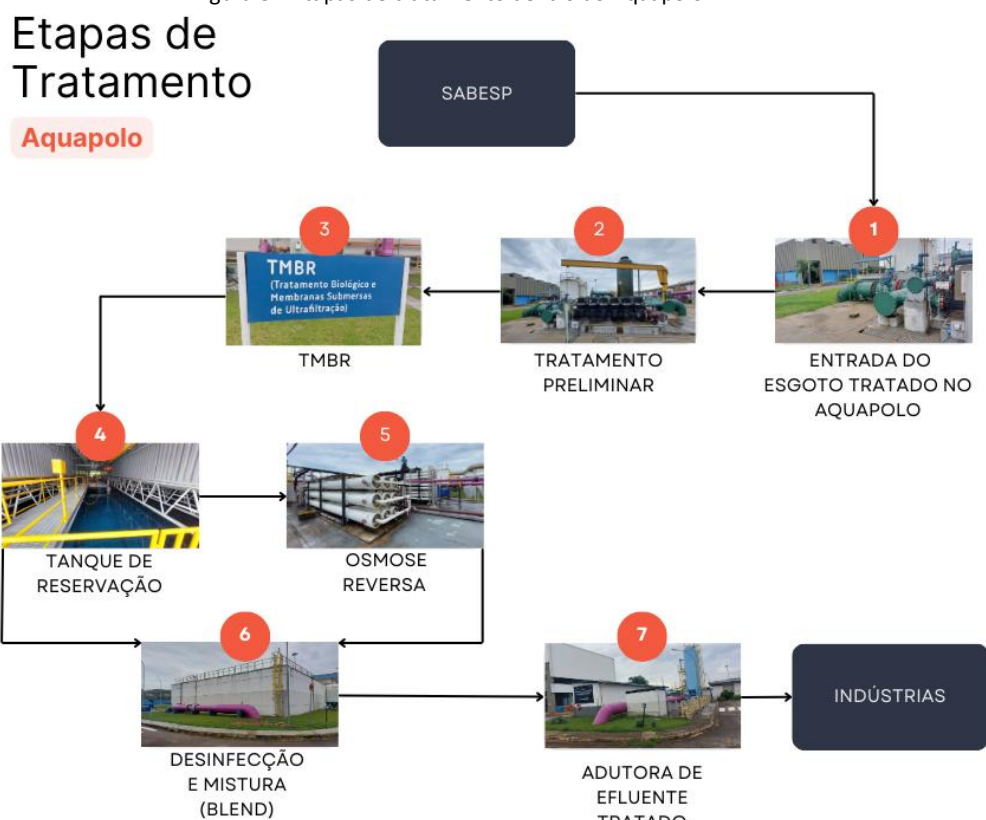 Etapas de
Tratamento
Aquapolo
SABESP
1
ENTRADA DO
ESGOTO TRATADO NO
AQUAPOLO
2
TRATAMENTO
PRELIMINAR
3
TMBR
(Tratamento Biológico e
Membranas Submersas
de Ultrafiltração)
TMBR
4
TANQUE DE
RESERVAÇÃO
5
OSMOSE
REVERSA
6
DESINFECÇÃO
E MISTURA
(BLEND)
7
ADUTORA DE
EFLUENTE
TRATADO
INDÚSTRIAS